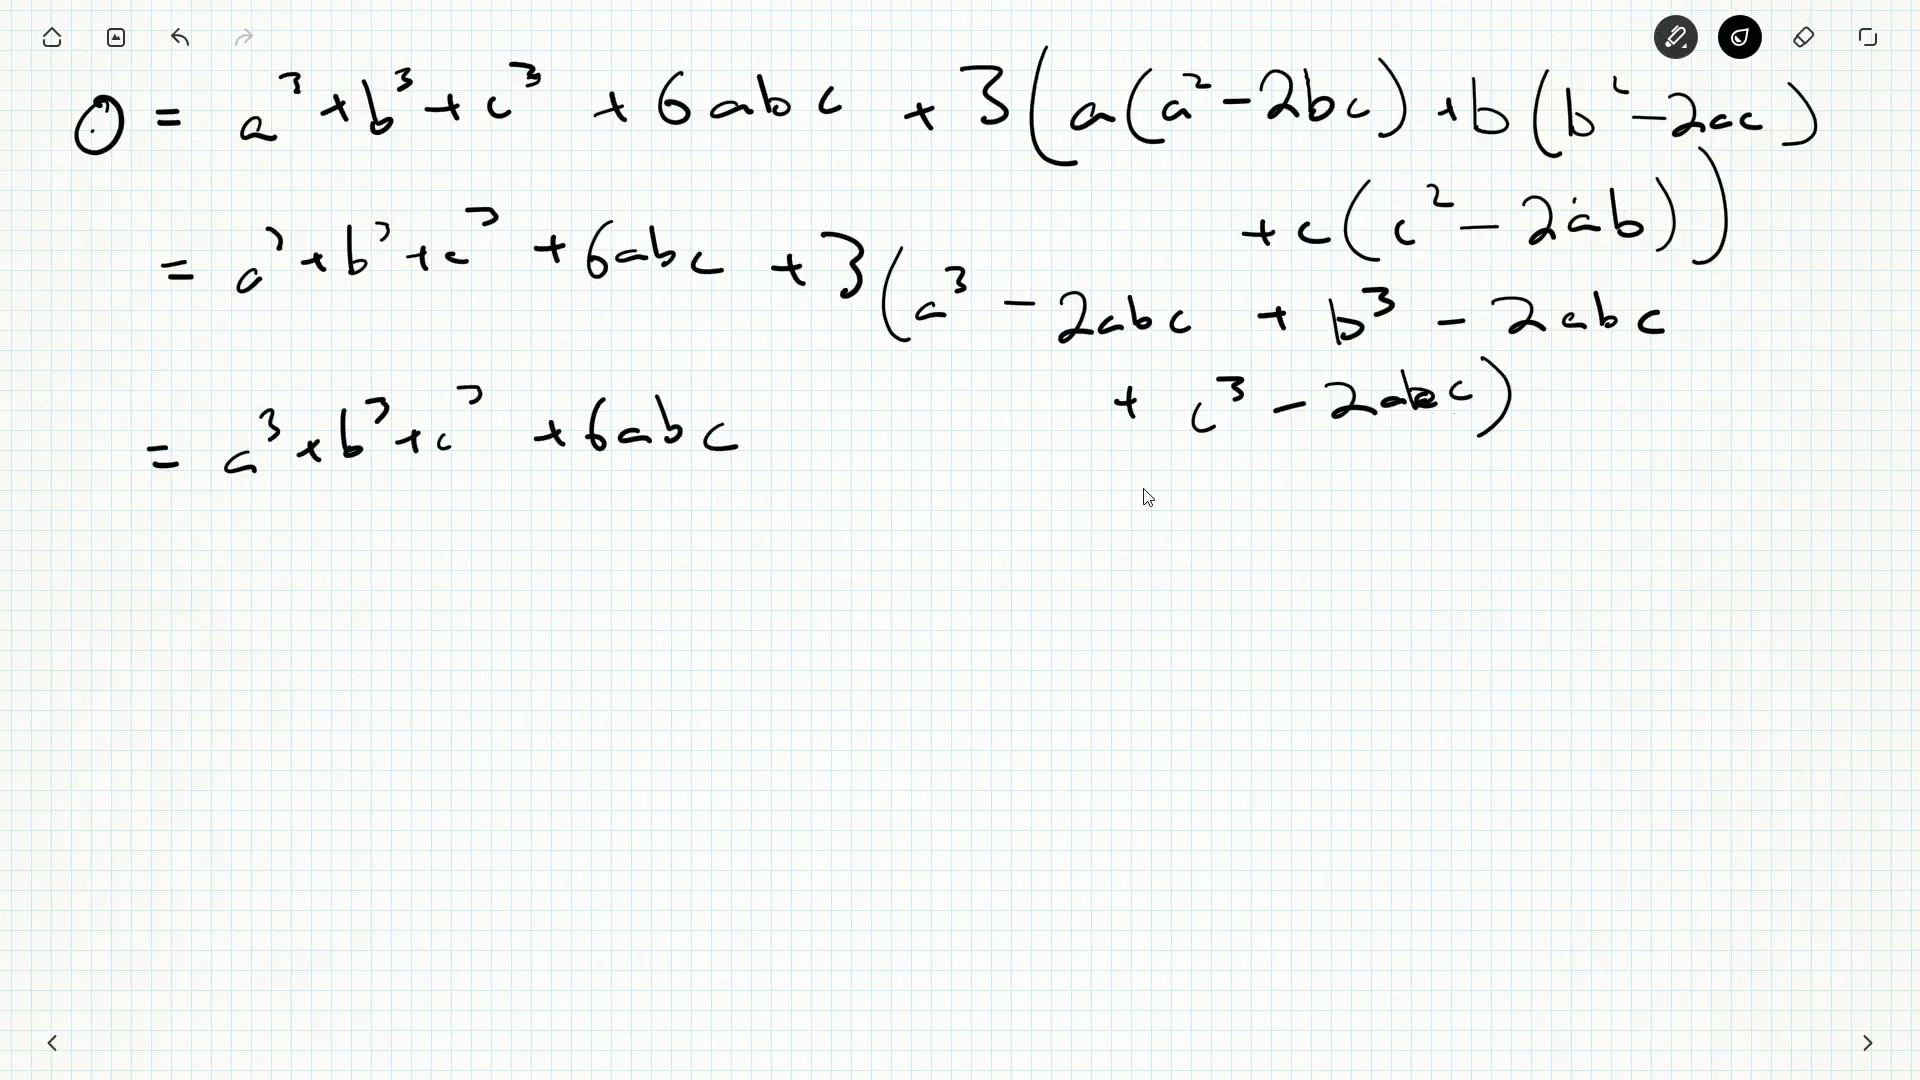 0 = a³ + b³ + c³ + 6abc + 3(a(a² - 2bc) + b(b² - 2ac)
+ c(c² - 2ab))
= a³ + b³ + c³ + 6abc + 3(a³ - 2abc + b³ - 2abc
+ c³ - 2abc)
= a³ + b³ + c³ + 6abc